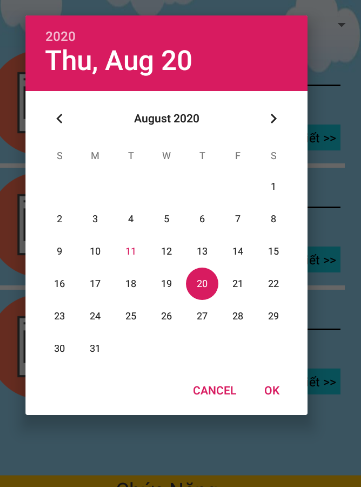 2020
Thu, Aug 20
August 2020
S M T W T F S
1
2 3 4 5 6 7 8
9 10 11 12 13 14 15
16 17 18 19 20 21 22
23 24 25 26 27 28 29
30 31
CANCEL OK
ết >>
ết >>
ết >>